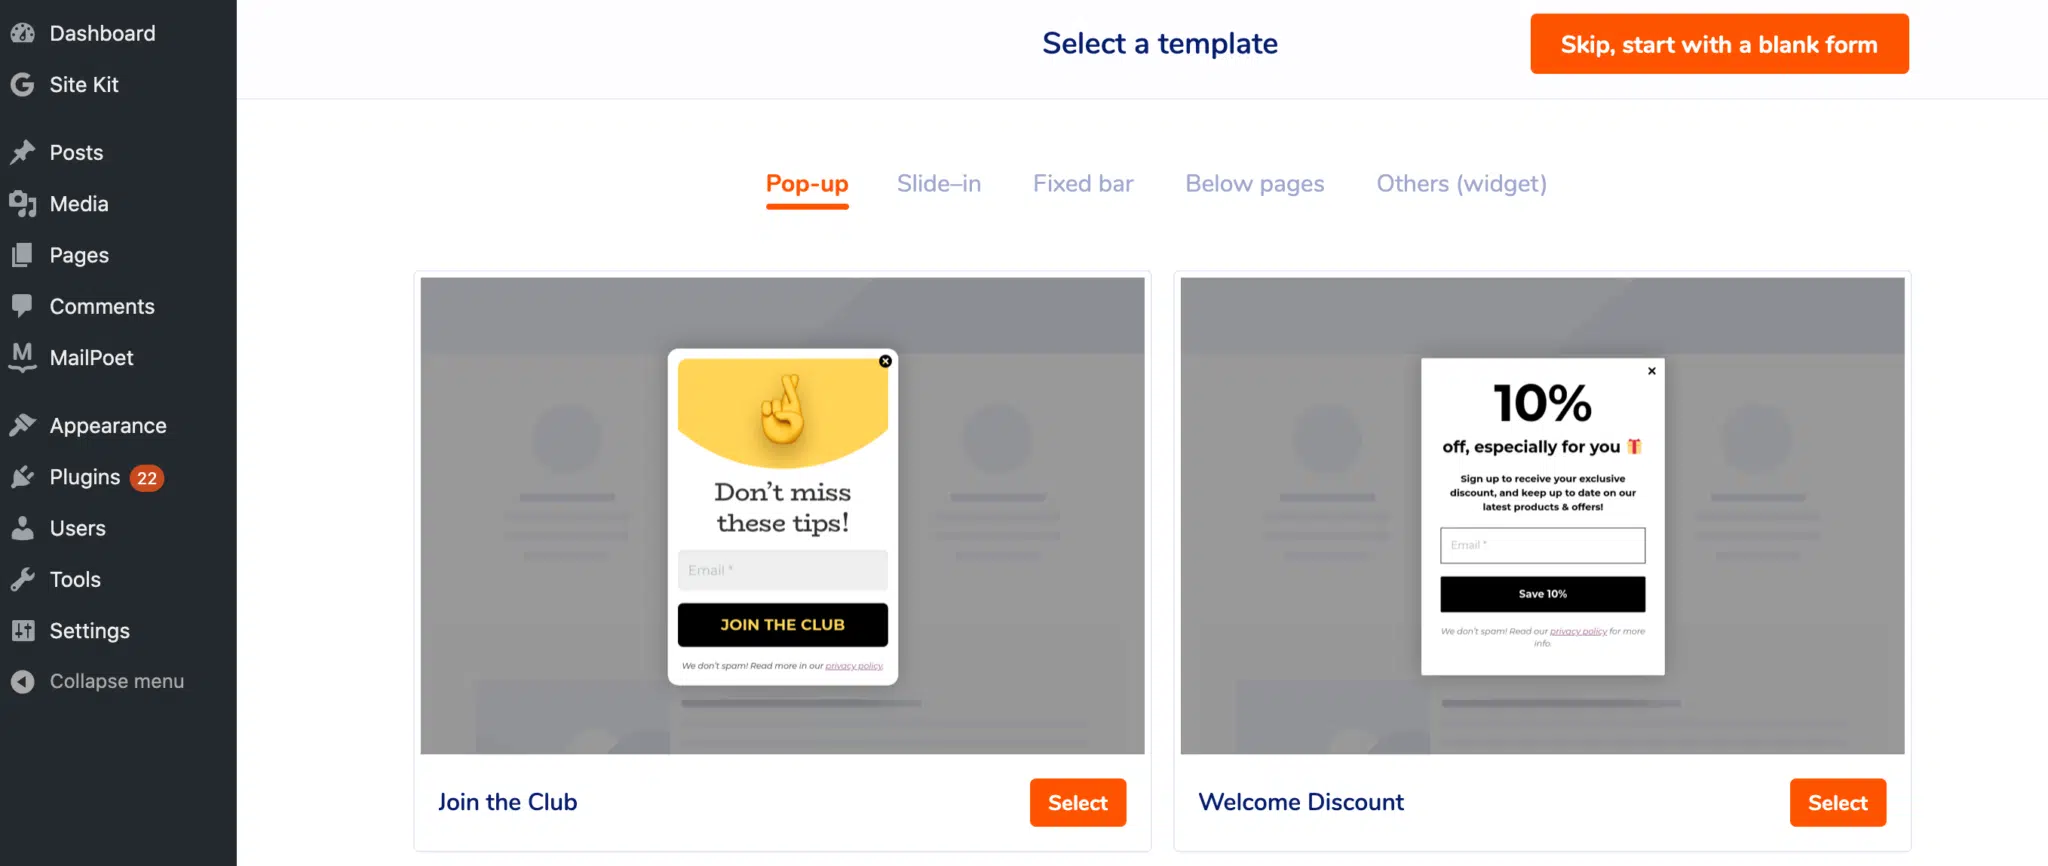 Dashboard
Site Kit
Posts
Media
Pages
Comments
MailPoet
Appearance
Plugins 22
Users
Tools
Settings
Collapse menu
Select a template
Skip, start with a blank form
Pop-up
Slide–in
Fixed bar
Below pages
Others (widget)
Don't miss
these tips!
Email *
JOIN THE CLUB
We don't spam! Read more in our privacy policy
Join the Club
Select
10%
off, especially for you
Sign up to receive your exclusive
discount, and keep up to date on our
latest products & offers!
Email *
Save 10%
We don't spam! Read our privacy policy for more
info.
Welcome Discount
Select